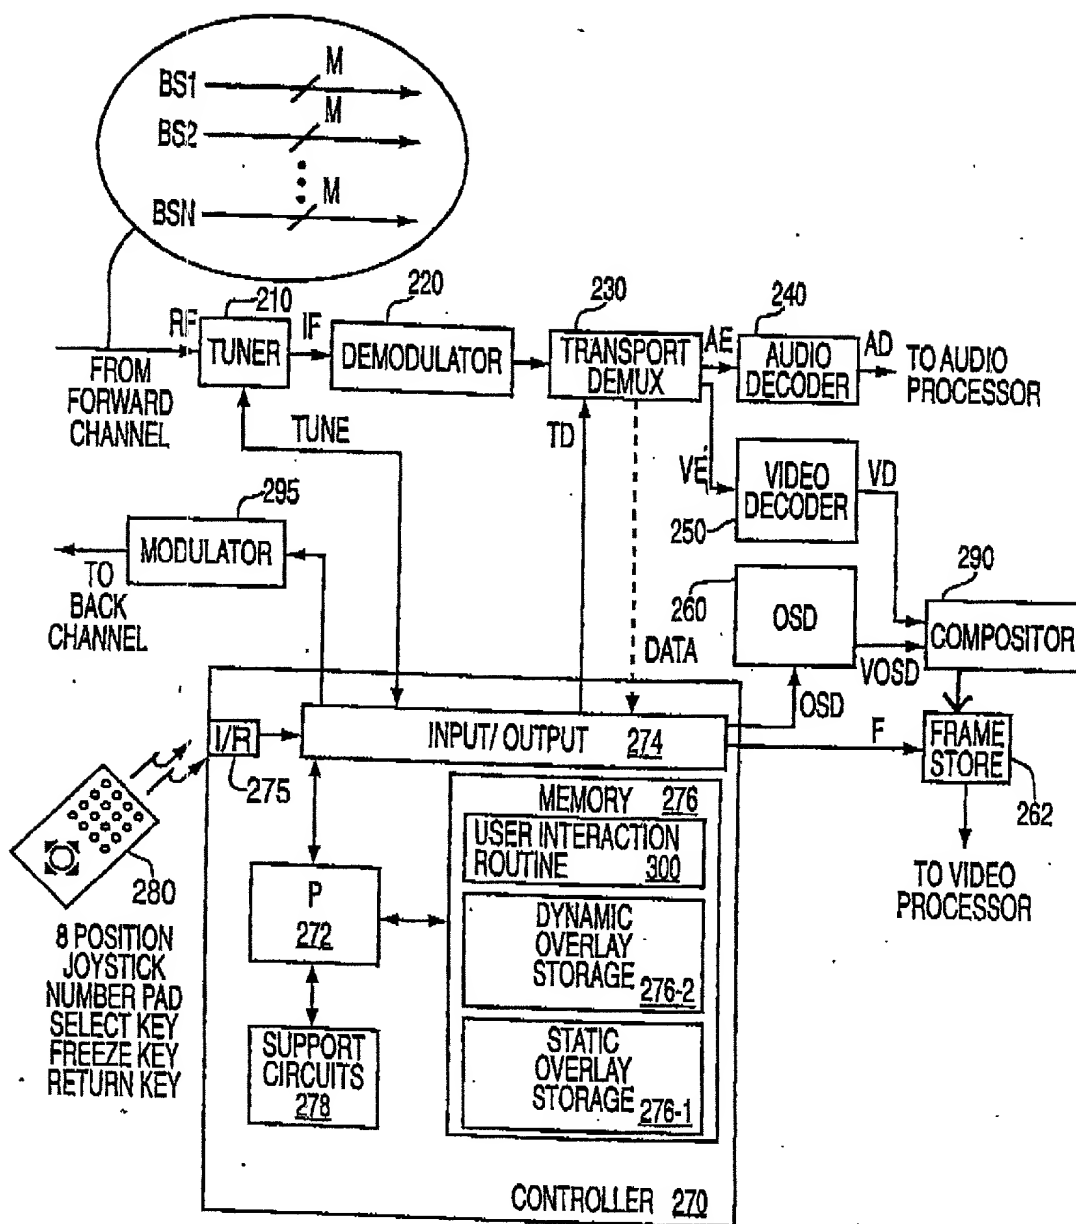 BS1
M
BS2
M
BSN
M
RF
210
TUNER
IF
220
DEMODULATOR
230
TRANSPORT
DEMUX
AE
240
AUDIO
DECODER
AD
TO AUDIO
PROCESSOR
FROM
FORWARD
CHANNEL
TUNE
TD
VE
VIDEO
DECODER
250
VD
295
MODULATOR
TO
BACK
CHANNEL
260
OSD
290
COMPOSITOR
VOSD
DATA
OSD
I/R
275
INPUT/ OUTPUT 274
F
FRAME
STORE
262
TO VIDEO
PROCESSOR
280
8 POSITION
JOYSTICK
NUMBER PAD
SELECT KEY
FREEZE KEY
RETURN KEY
P
272
SUPPORT
CIRCUITS
278
MEMORY 276
USER INTERACTION
ROUTINE 300
DYNAMIC
OVERLAY
STORAGE
276-2
STATIC
OVERLAY
STORAGE
276-1
CONTROLLER 270